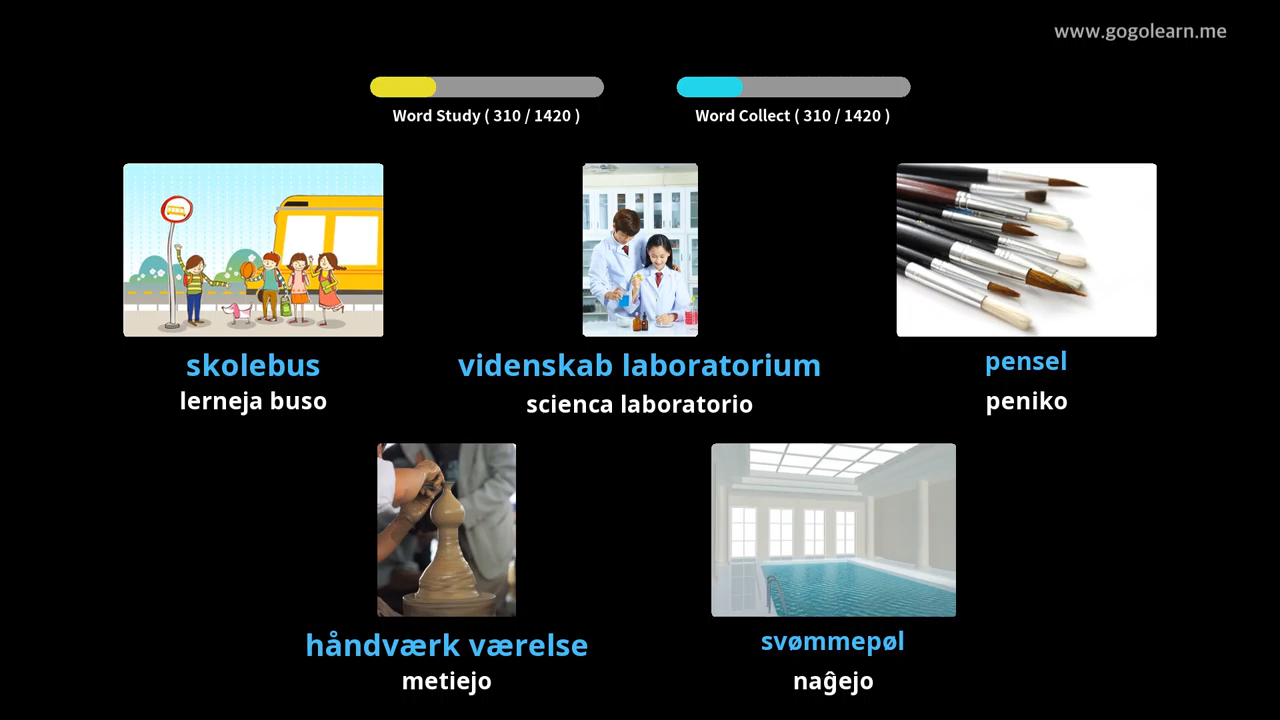 www.gogolearn.me
Word Study ( 310 / 1420 )
Word Collect ( 310 / 1420 )
skolebus
lerneja buso
videnskab laboratorium
scienca laboratorio
pensel
peniko
håndværk værelse
metiejo
svømmepøl
naĝejo